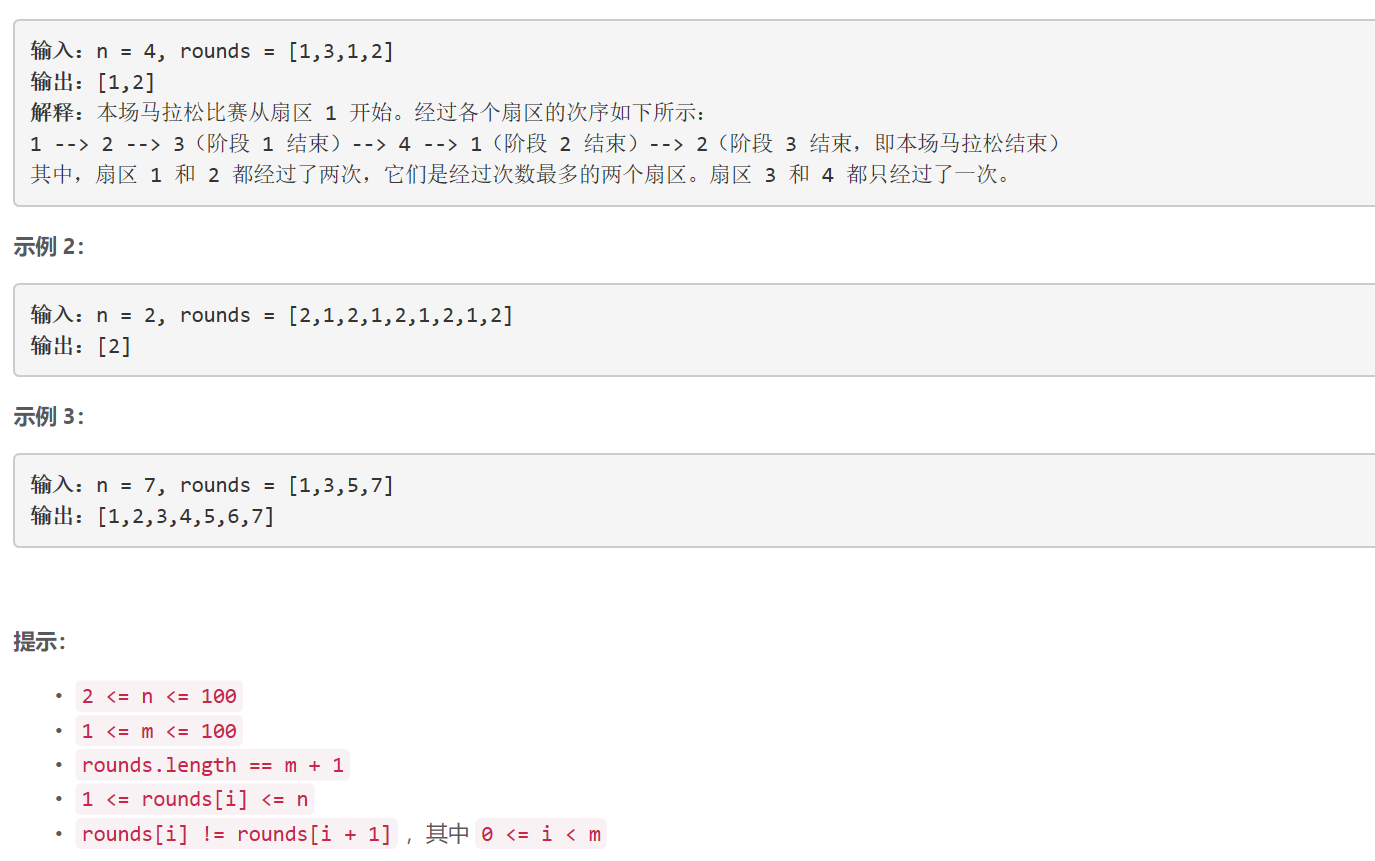 输入：n = 4, rounds = [1,3,1,2]
输出：[1,2]
解释：本场马拉松比赛从扇区 1 开始。经过各个扇区的次序如下所示：
1 --> 2 --> 3（阶段 1 结束）--> 4 --> 1（阶段 2 结束）--> 2（阶段 3 结束，即本场马拉松结束）
其中，扇区 1 和 2 都经过了两次，它们是经过次数最多的两个扇区。扇区 3 和 4 都只经过了一次。
示例 2：
输入：n = 2, rounds = [2,1,2,1,2,1,2,1,2]
输出：[2]
示例 3：
输入：n = 7, rounds = [1,3,5,7]
输出：[1,2,3,4,5,6,7]
提示：
• 2 <= n <= 100
• 1 <= m <= 100
• rounds.length == m + 1
• 1 <= rounds[i] <= n
• rounds[i] != rounds[i + 1] ，其中 0 <= i < m